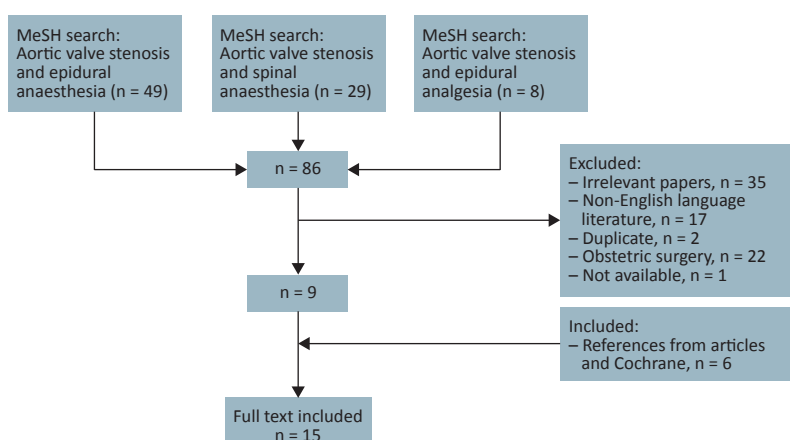 MeSH search:
Aortic valve stenosis
and epidural
anaesthesia (n = 49)
MeSH search:
Aortic valve stenosis
and spinal
anaesthesia (n = 29)
MeSH search:
Aortic valve stenosis
and epidural
analgesia (n = 8)
n = 86
Excluded:
– Irrelevant papers, n = 35
– Non-English language
literature, n = 17
– Duplicate, n = 2
– Obstetric surgery, n = 22
– Not available, n = 1
n = 9
Included:
– References from articles
and Cochrane, n = 6
Full text included
n = 15